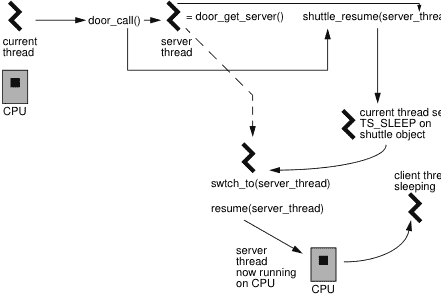 door_call()
= door_get_server()
shuttle_resume(server_thread
current
thread
server
thread
CPU
current thread se
TS_SLEEP on
shuttle object
swtch_to(server_thread)
client thre
sleeping
resume(server_thread)
server
thread
now running
on CPU
CPU